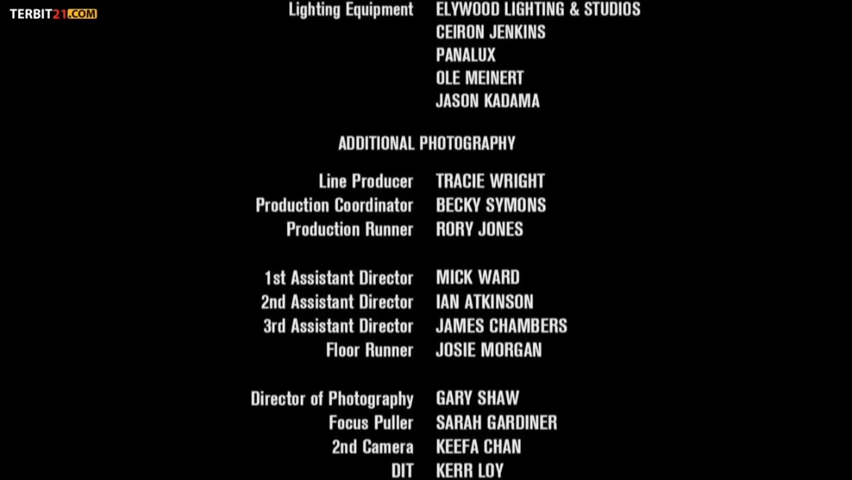 TERBIT21.COM
Lighting Equipment ELYWOOD LIGHTING & STUDIOS
CEIRON JENKINS
PANALUX
OLE MEINERT
JASON KADAMA
ADDITIONAL PHOTOGRAPHY
Line Producer TRACIE WRIGHT
Production Coordinator BECKY SYMONS
Production Runner RORY JONES
1st Assistant Director MICK WARD
2nd Assistant Director IAN ATKINSON
3rd Assistant Director JAMES CHAMBERS
Floor Runner JOSIE MORGAN
Director of Photography GARY SHAW
Focus Puller SARAH GARDINER
2nd Camera KEEFA CHAN
DIT KERR LOY